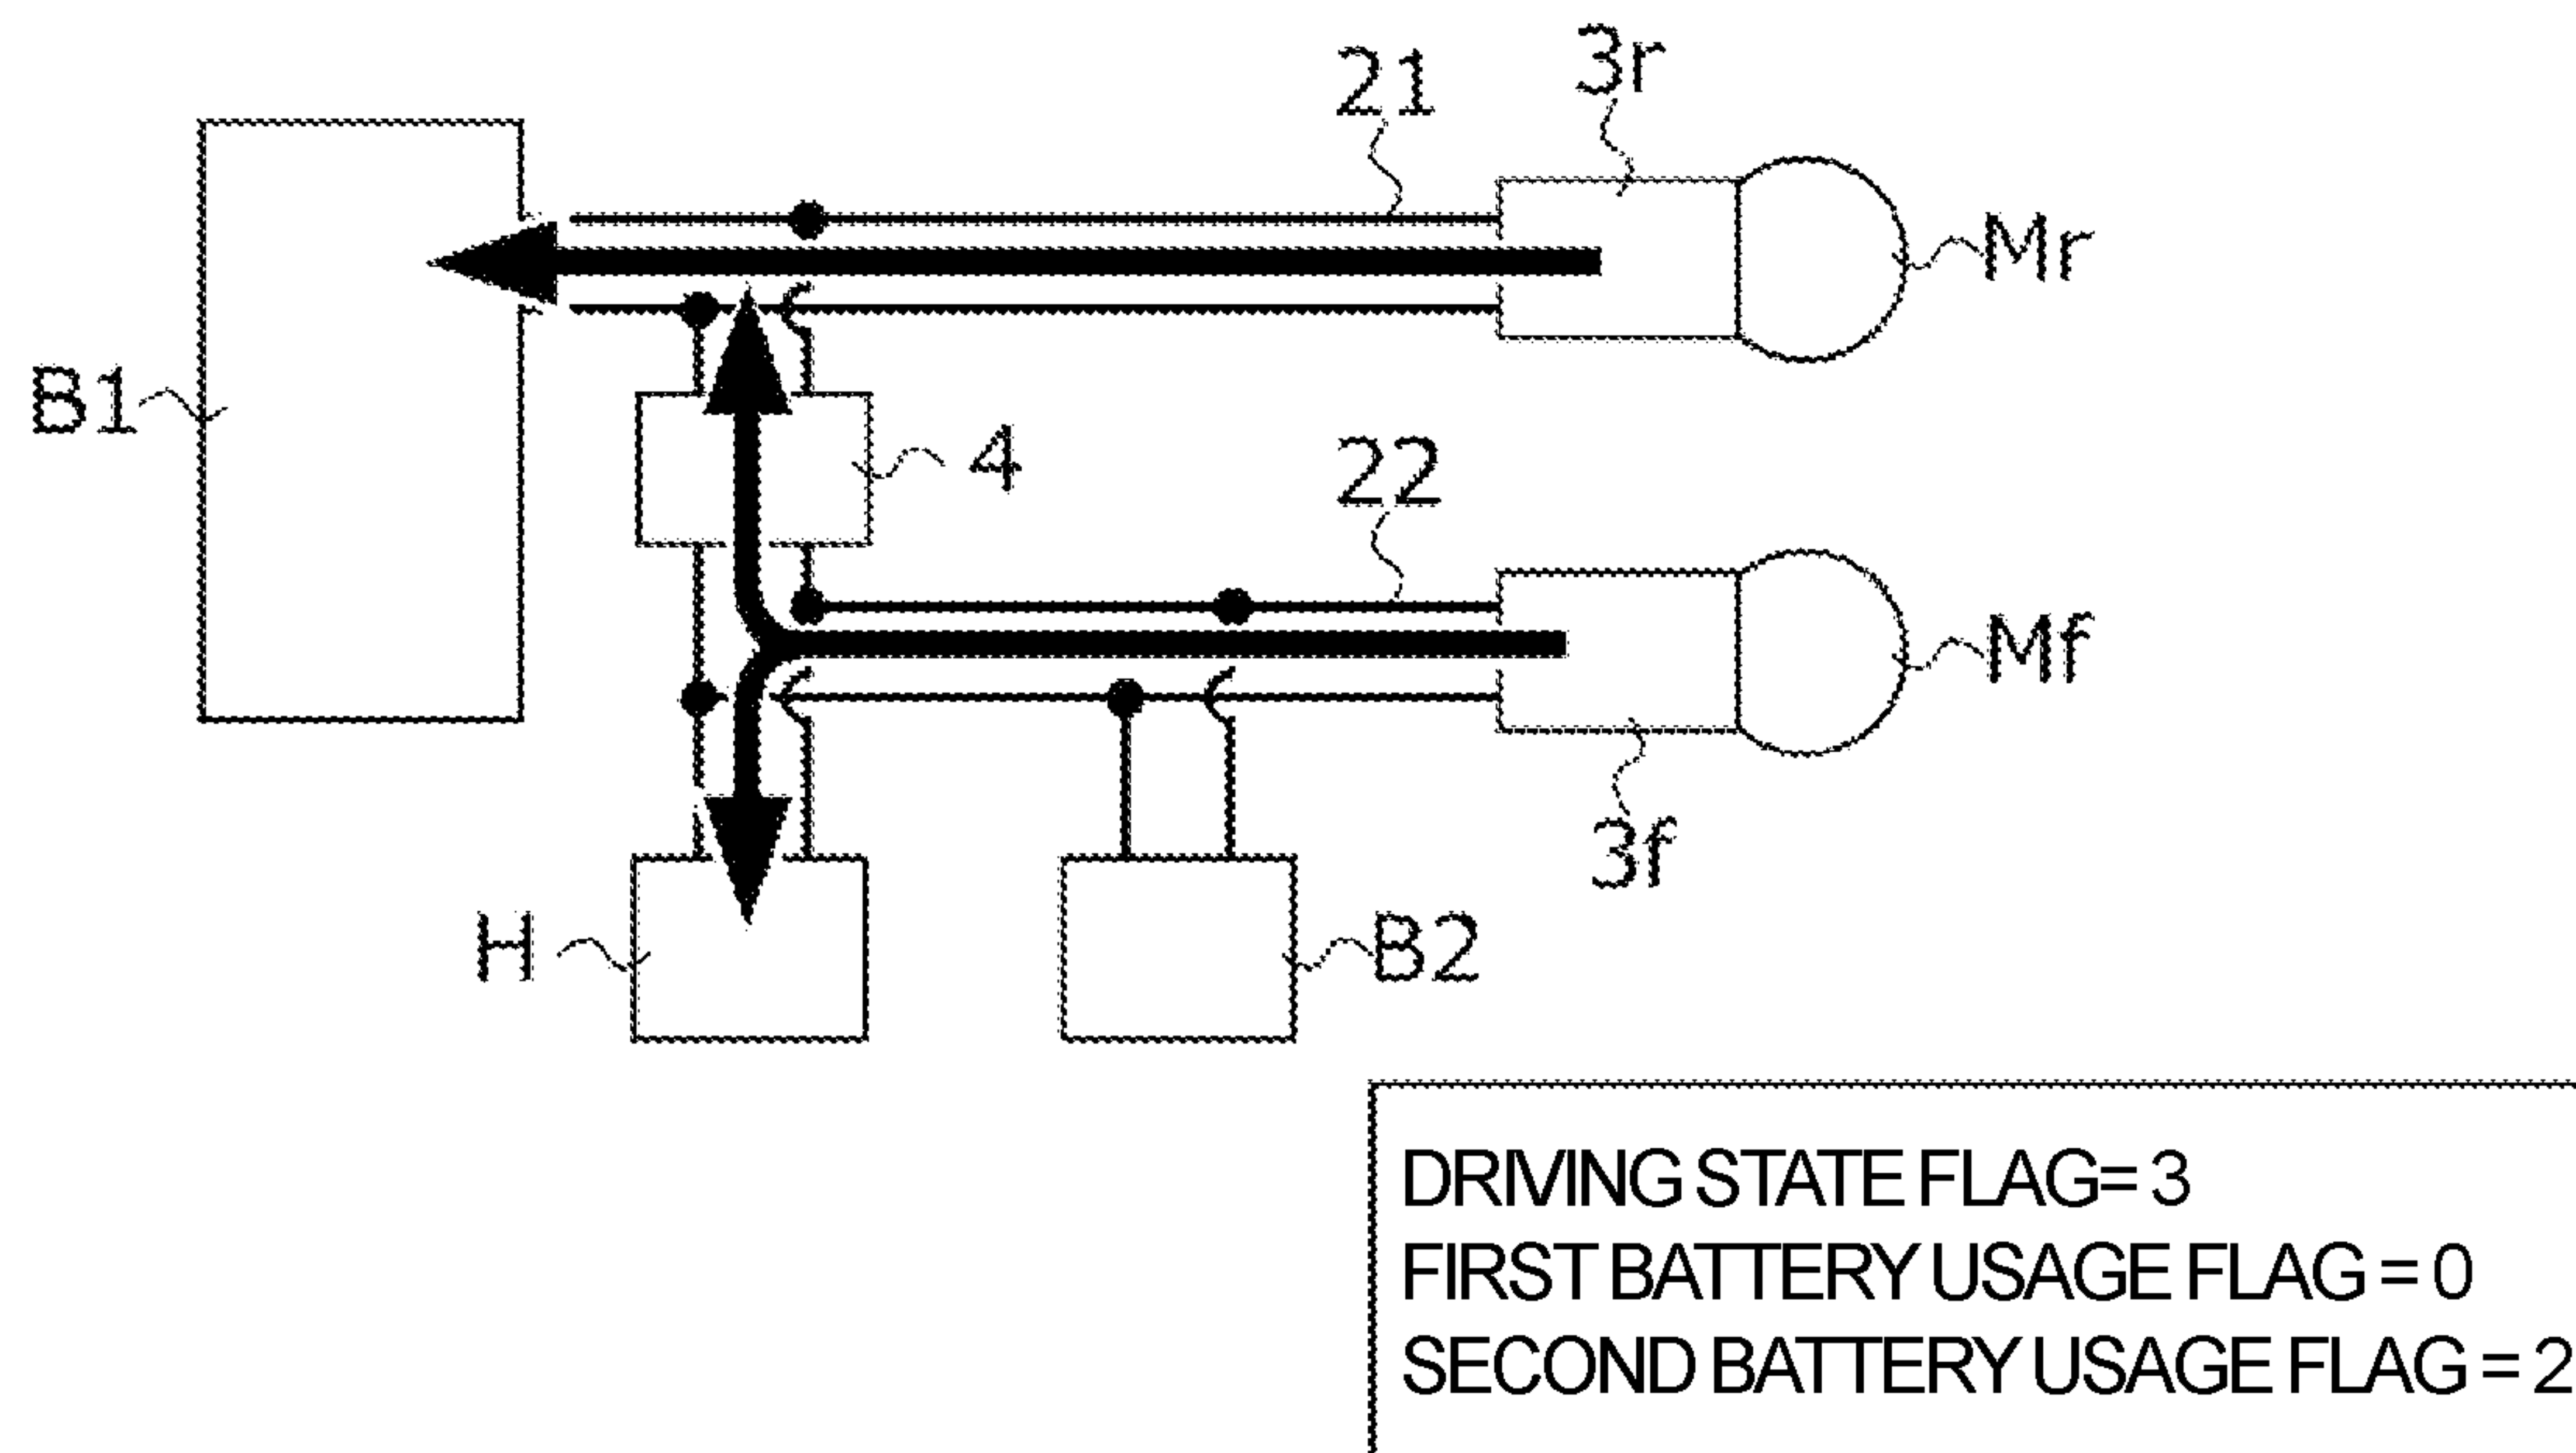 3r
21
Mr
B1
4
22
Mf
3f
H
B2
DRIVING STATE FLAG= 3
FIRST BATTERY USAGE FLAG = 0
SECOND BATTERY USAGE FLAG = 2